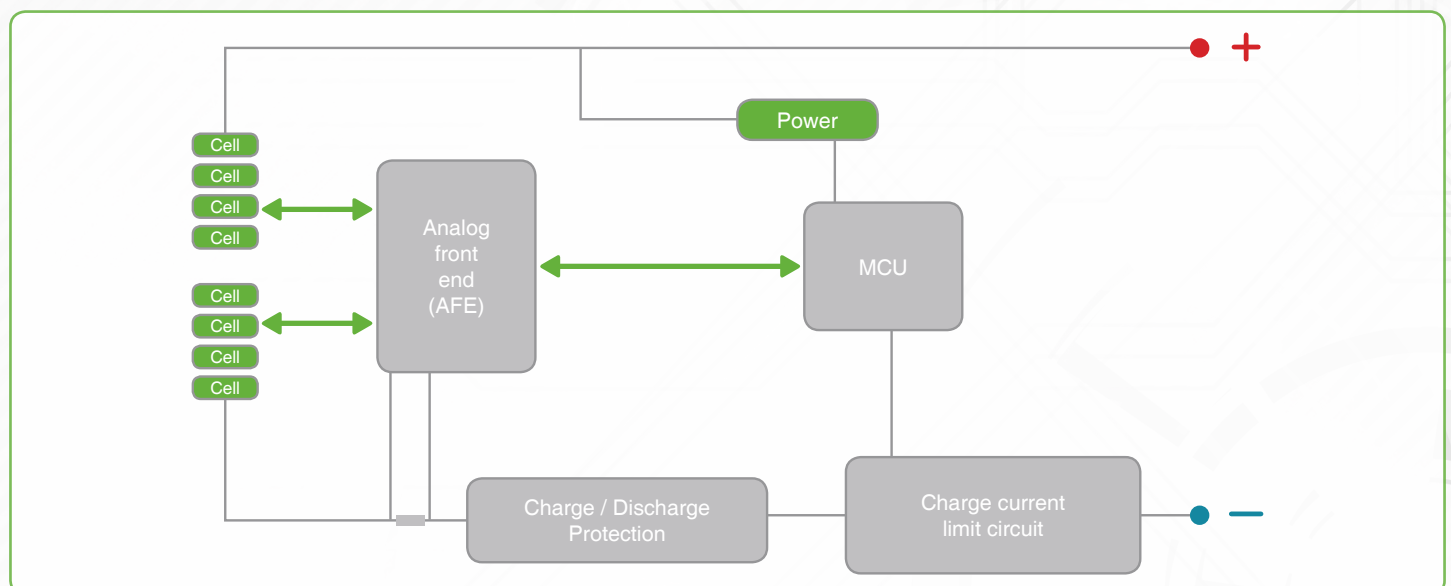 +
Power
Cell
Cell
Cell
Cell
Analog
front
end
(AFE)
MCU
Cell
Cell
Cell
Cell
Charge / Discharge
Protection
Charge current
limit circuit
−